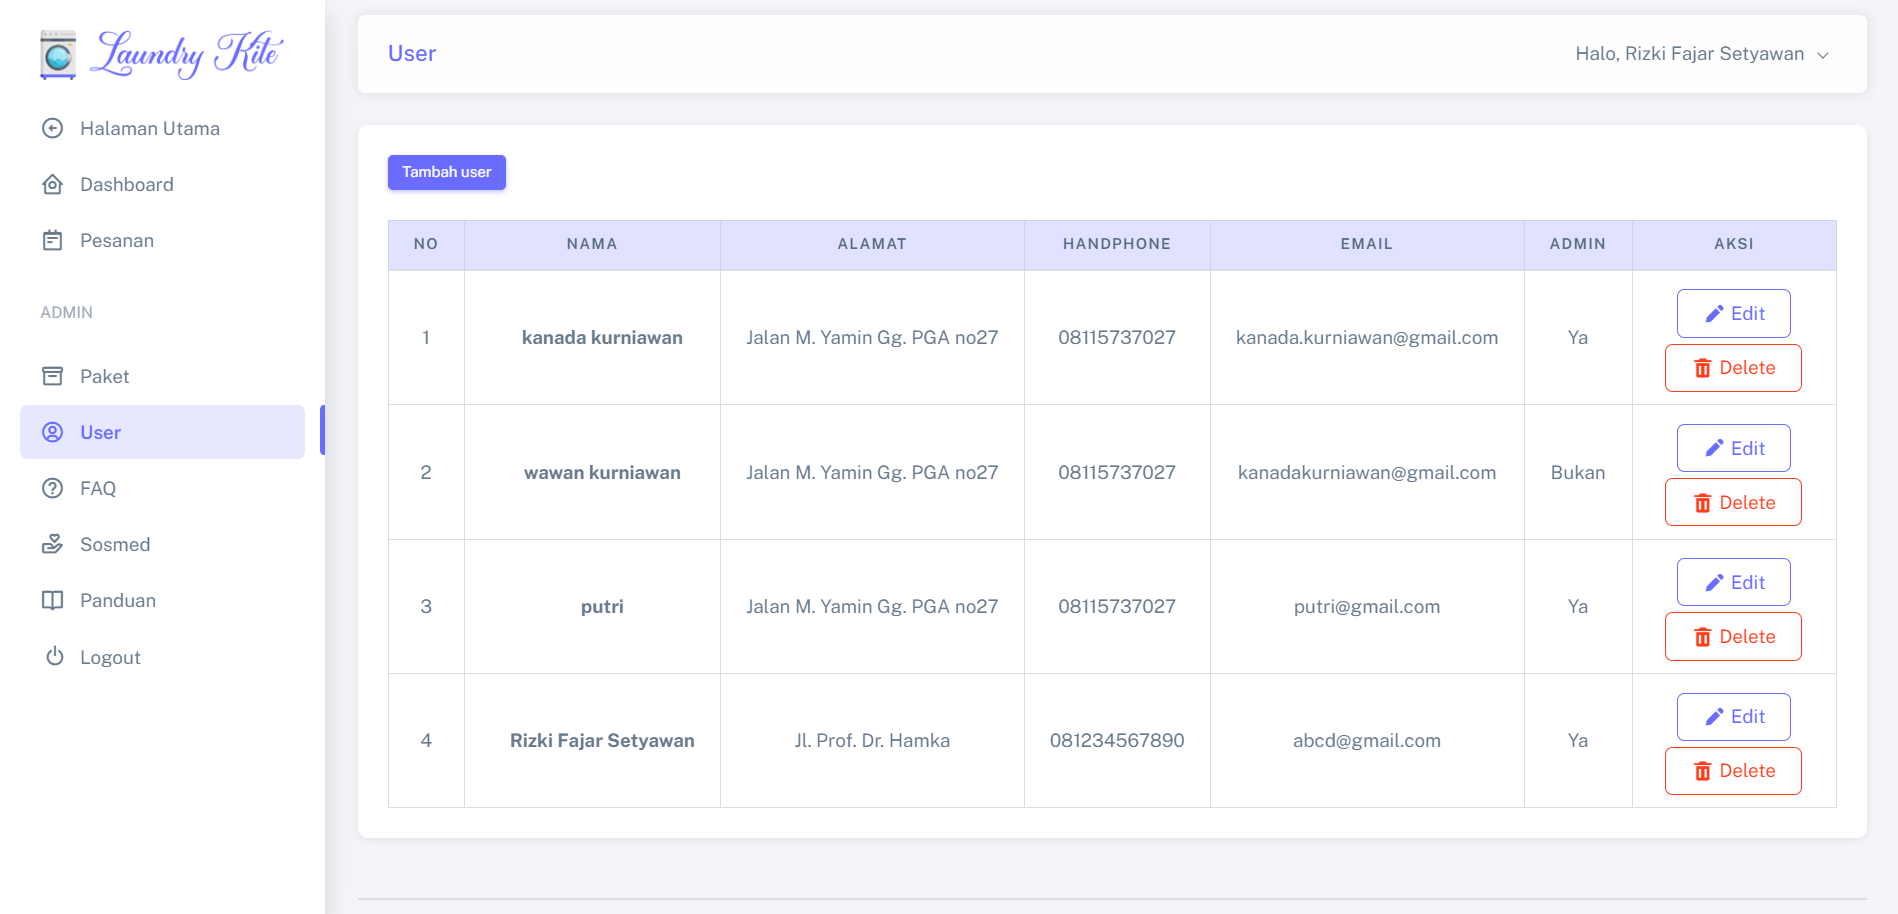 Laundry Kite
Halaman Utama
Dashboard
Pesanan
ADMIN
Paket
User
FAQ
Sosmed
Panduan
Logout
User
Halo, Rizki Fajar Setyawan
Tambah user
NO NAMA ALAMAT HANDPHONE EMAIL ADMIN AKSI
1 kanada kurniawan Jalan M. Yamin Gg. PGA no27 08115737027 kanada.kurniawan@gmail.com Ya
Edit
Delete
2 wawan kurniawan Jalan M. Yamin Gg. PGA no27 08115737027 kanadakurniawan@gmail.com Bukan
Edit
Delete
3 putri Jalan M. Yamin Gg. PGA no27 08115737027 putri@gmail.com Ya
Edit
Delete
4 Rizki Fajar Setyawan Jl. Prof. Dr. Hamka 081234567890 abcd@gmail.com Ya
Edit
Delete